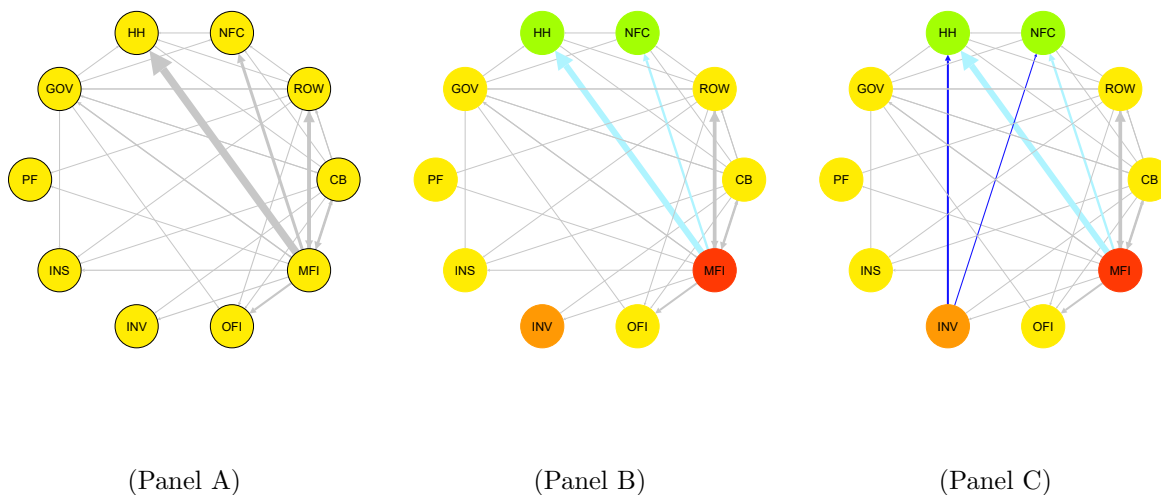 HH NFC
GOV ROW
PF CB
INS MFI
INV OFI
HH NFC
GOV ROW
PF CB
INS MFI
INV OFI
HH NFC
GOV ROW
PF CB
INS MFI
INV OFI
(Panel A) (Panel B) (Panel C)